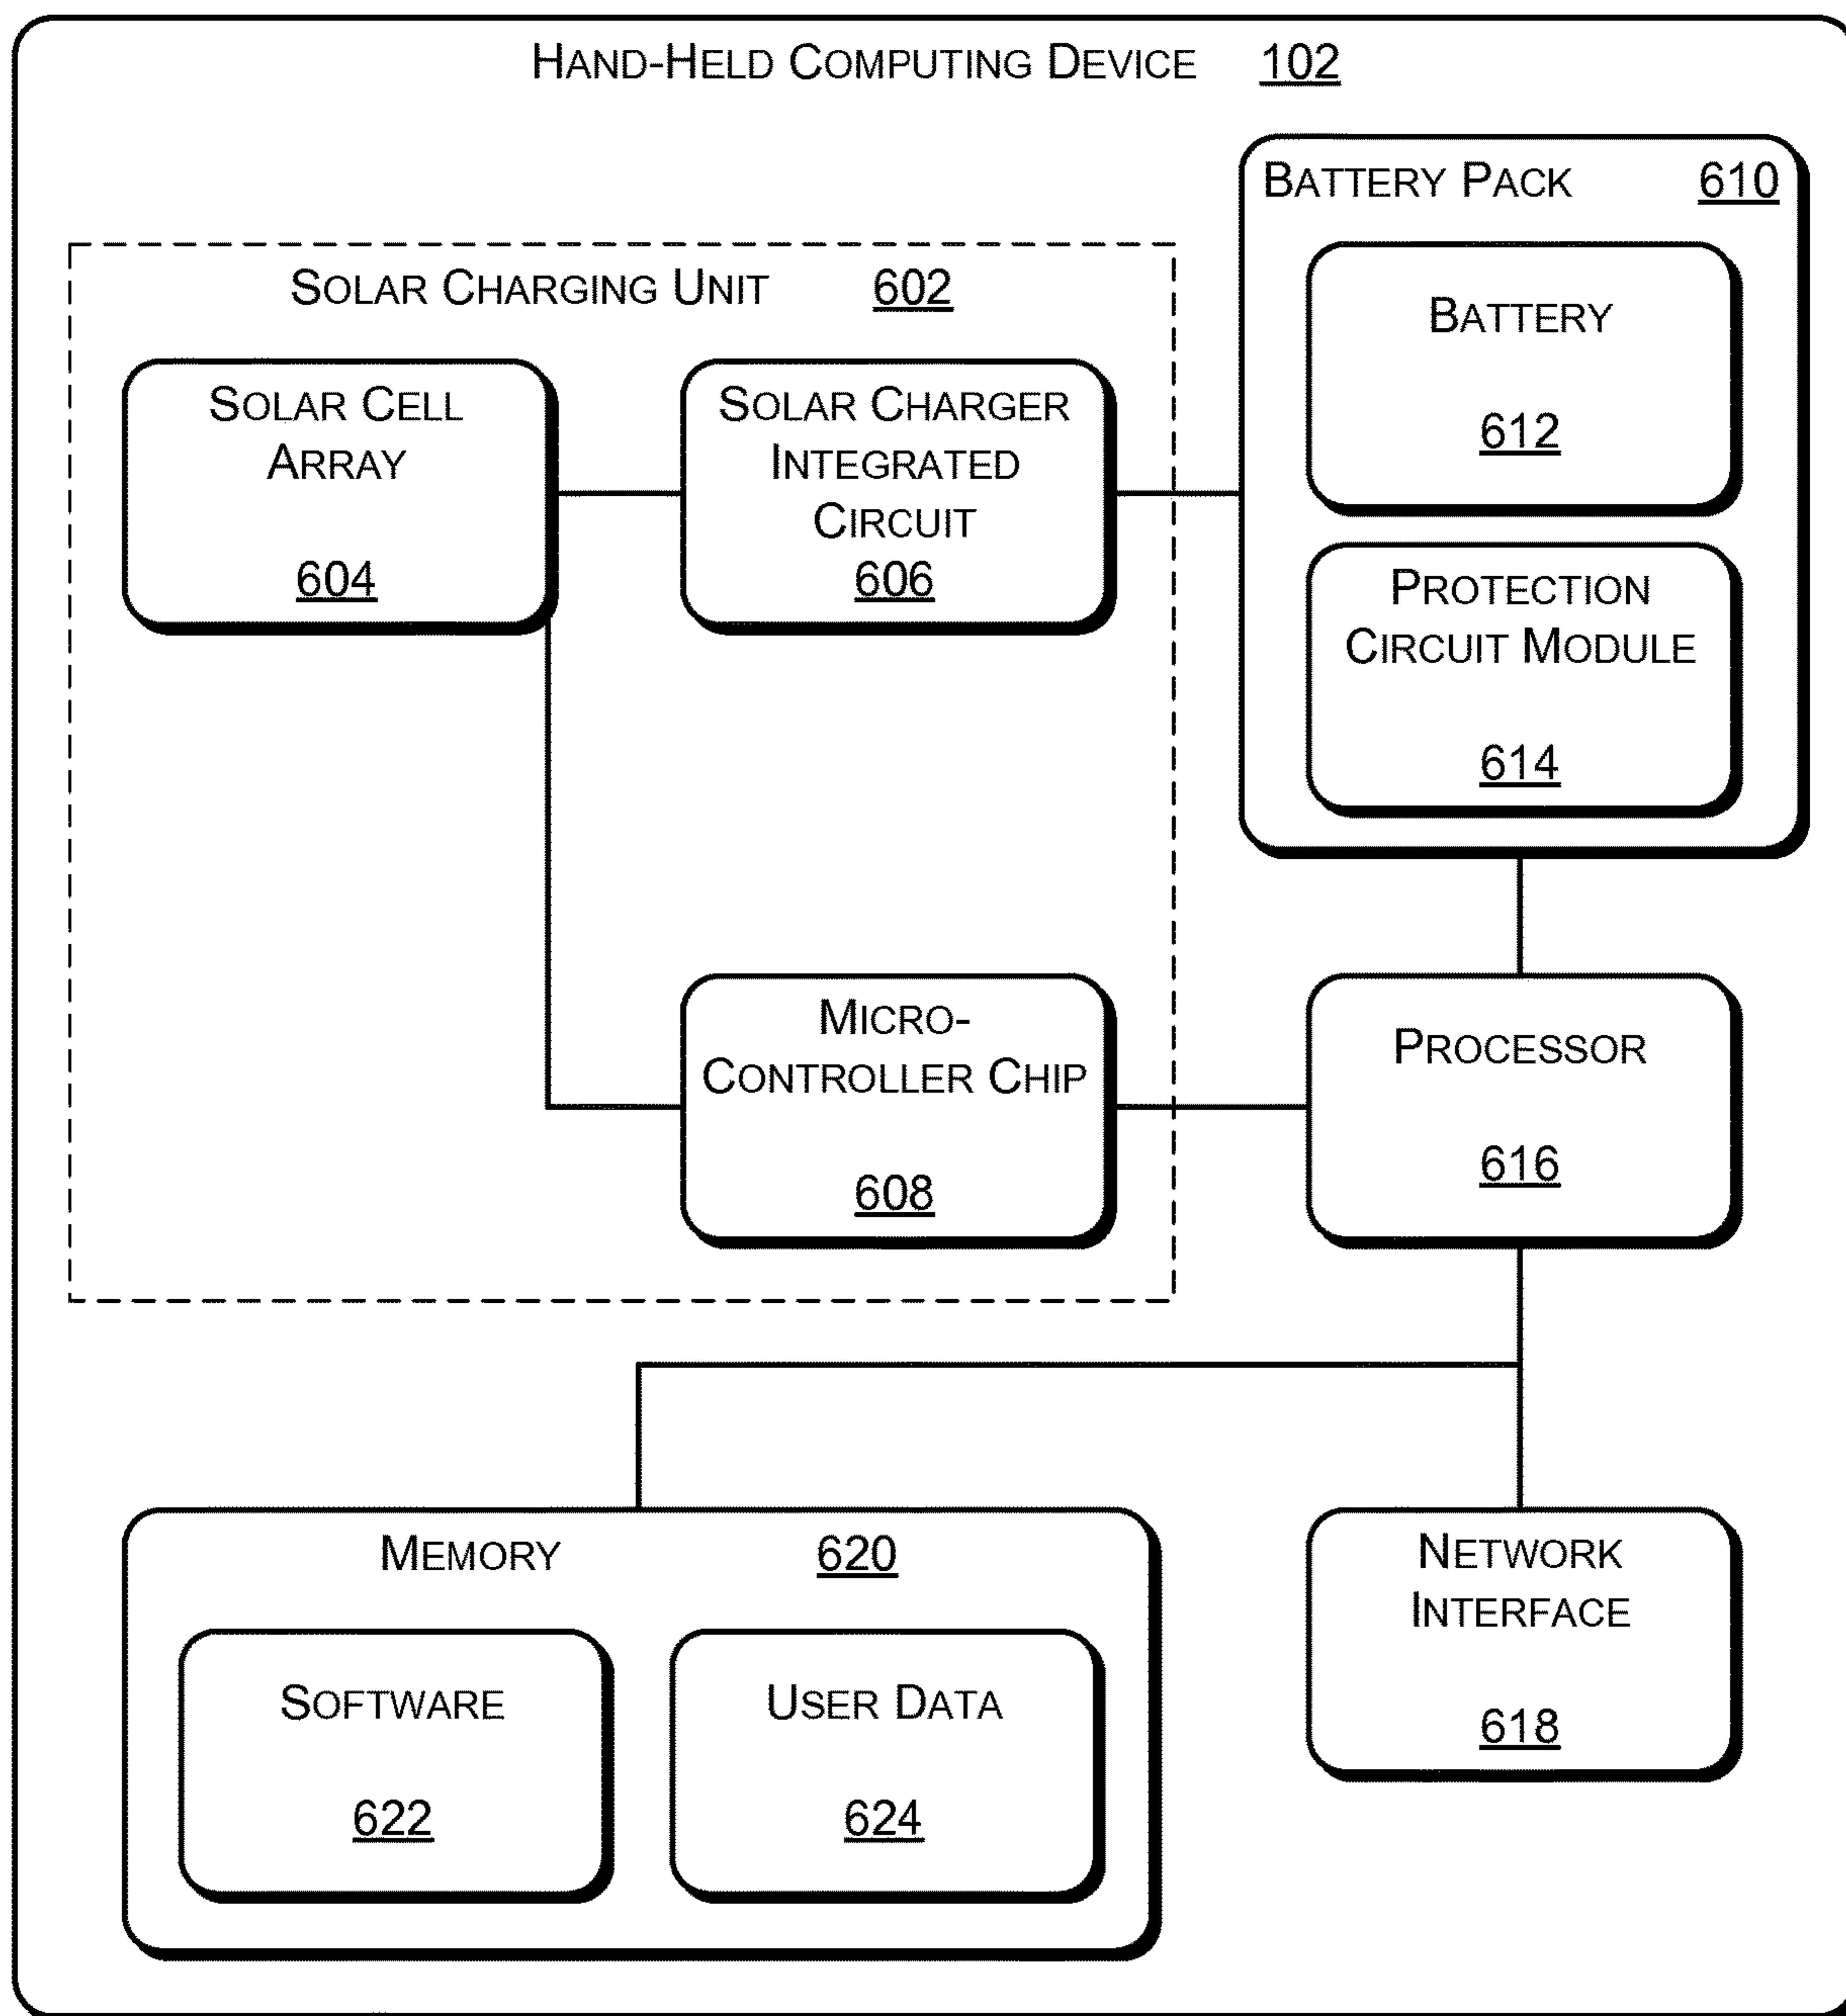 HAND-HELD COMPUTING DEVICE 102
BATTERY PACK 610
BATTERY
612
PROTECTION
CIRCUIT MODULE
614
SOLAR CHARGING UNIT 602
SOLAR CELL
ARRAY
604
SOLAR CHARGER
INTEGRATED
CIRCUIT
606
MICRO-
CONTROLLER CHIP
608
PROCESSOR
616
MEMORY 620
SOFTWARE
622
USER DATA
624
NETWORK
INTERFACE
618